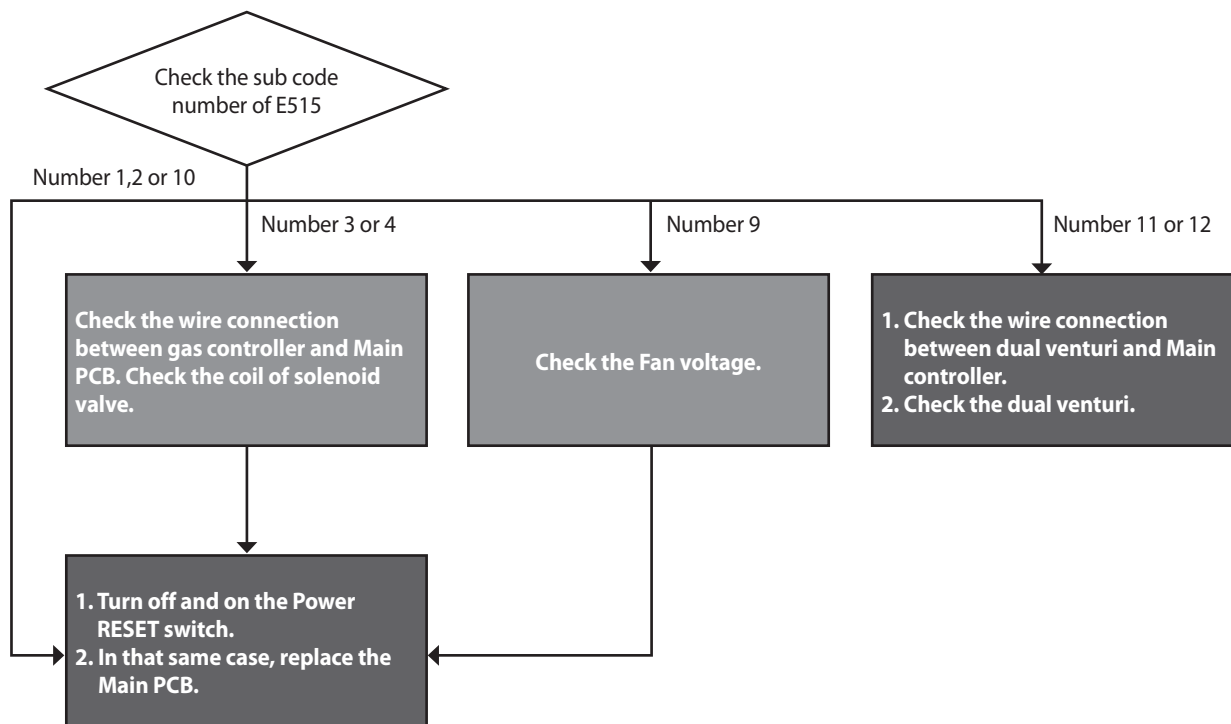 Check the sub code
number of E515
Number 1,2 or 10
Number 3 or 4
Number 9
Number 11 or 12
Check the wire connection
between gas controller and Main
PCB. Check the coil of solenoid
valve.
Check the Fan voltage.
1. Check the wire connection
between dual venturi and Main
controller.
2. Check the dual venturi.
1. Turn off and on the Power
RESET switch.
2. In that same case, replace the
Main PCB.